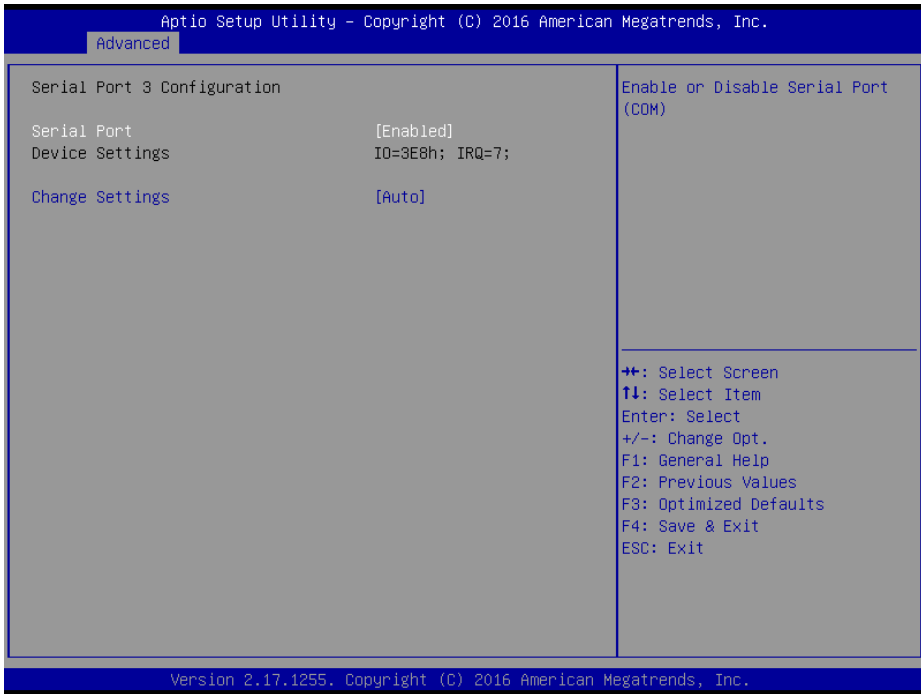 Aptio Setup Utility – Copyright (C) 2016 American Megatrends, Inc.
Advanced
Serial Port 3 Configuration
Serial Port [Enabled]
Device Settings IO=3E8h; IRQ=7;
Change Settings [Auto]
Enable or Disable Serial Port
(COM)
→←: Select Screen
↑↓: Select Item
Enter: Select
+/-: Change Opt.
F1: General Help
F2: Previous Values
F3: Optimized Defaults
F4: Save & Exit
ESC: Exit
Version 2.17.1255. Copyright (C) 2016 American Megatrends, Inc.